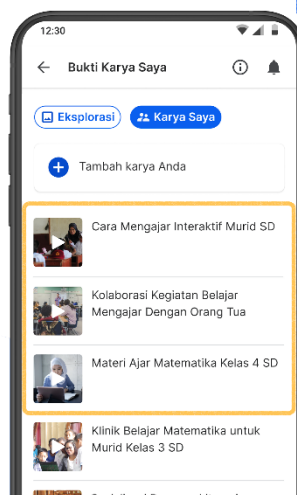 12:30
Bukti Karya Saya
Eksplorasi
Karya Saya
Tambah karya Anda
Cara Mengajar Interaktif Murid SD
Kolaborasi Kegiatan Belajar
Mengajar Dengan Orang Tua
Materi Ajar Matematika Kelas 4 SD
Klinik Belajar Matematika untuk
Murid Kelas 3 SD